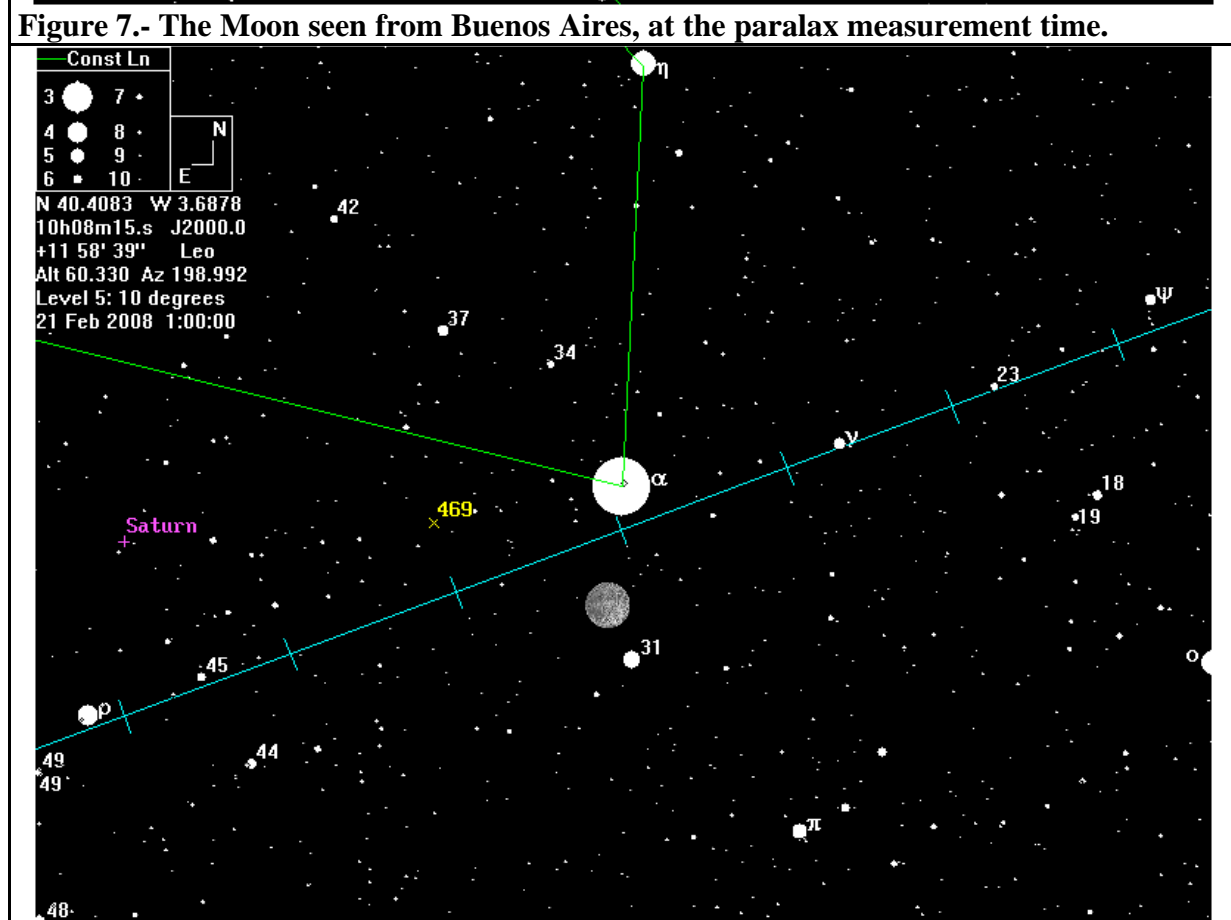 Figure 7.- The Moon seen from Buenos Aires, at the paralax measurement time.
Const Ln
3 7
4 8
5 9
6 10
N
E
N 40.4083 W 3.6878
10h08m15.s J2000.0
+11 58' 39'' Leo
Alt 60.330 Az 198.992
Level 5: 10 degrees
21 Feb 2008 1:00:00
η
42
ψ
37
34
23
ν
α
18
469
19
Saturn
31
ο
45
ρ
44
49
49
π
48